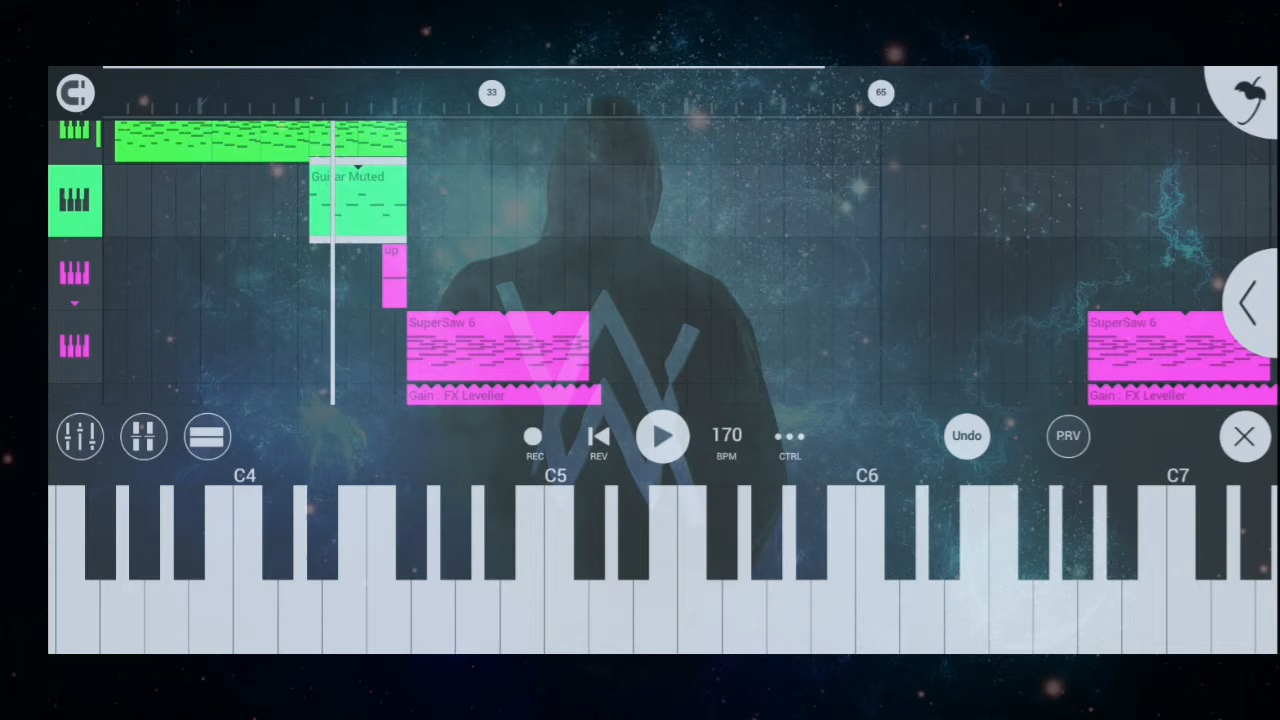 33
65
Guitar Muted
up
SuperSaw 6
SuperSaw 6
Gain : FX Leveller
Gain : FX Leveller
170
Undo
PRV
REC
REV
BPM
CTRL
C4
C5
C6
C7